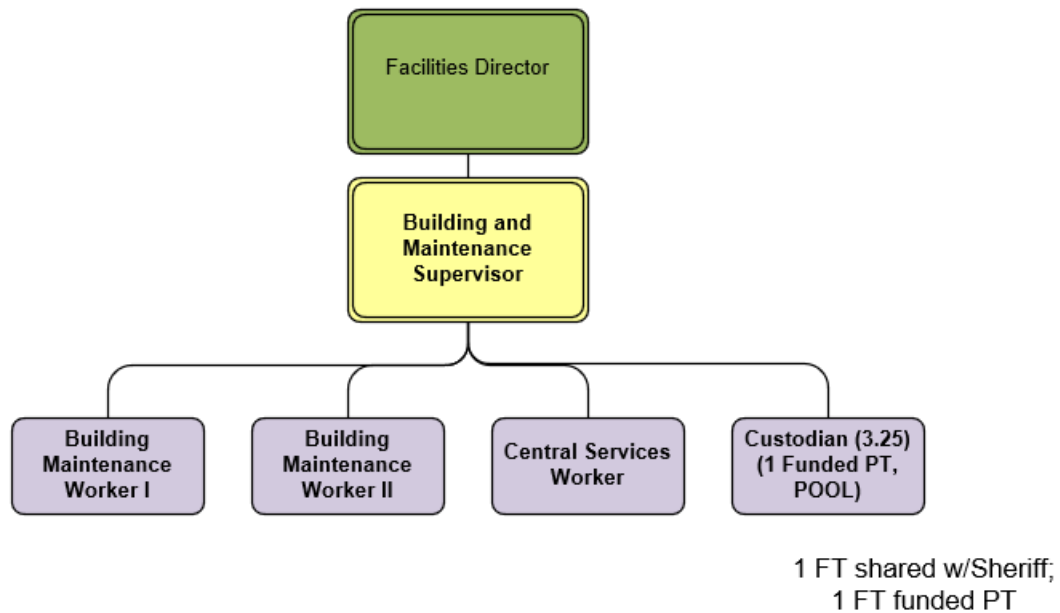 Facilities Director
Building and
Maintenance
Supervisor
Building
Maintenance
Worker I
Building
Maintenance
Worker II
Central Services
Worker
Custodian (3.25)
(1 Funded PT,
POOL)
1 FT shared w/Sheriff;
1 FT funded PT